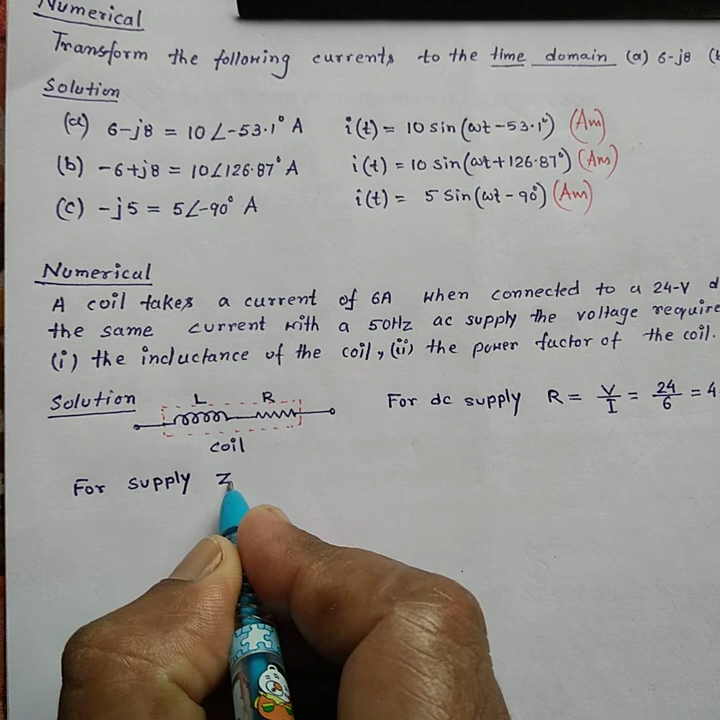 Numerical
Transform the following currents to the time domain (a) 6-j8
Solution
(a) 6-j8 = 10∠-53.1° A i(t) = 10 sin(ωt-53.1°) (Am)
(b) -6+j8 = 10∠126.87° A i(t) = 10 sin(ωt+126.87°) (Am)
(c) -j5 = 5∠-90° A i(t) = 5 sin(ωt-90°) (Am)
Numerical
A coil takes a current of 6A when connected to a 24-V
the same current with a 50Hz ac supply the voltage require
(i) the inductance of the coil, (ii) the power factor of the coil.
Solution L R For dc supply R = V/I = 24/6 = 4
coil
For supply Z